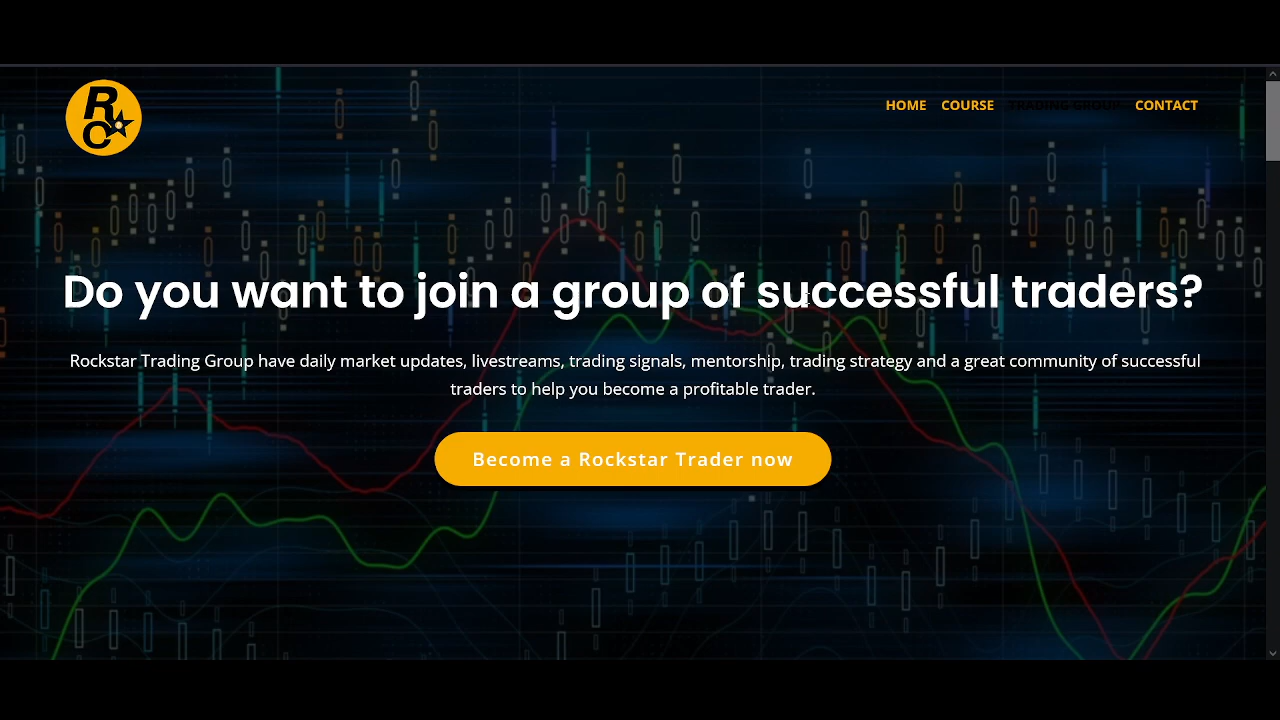 R
C
HOME COURSE TRADING GROUP CONTACT
Do you want to join a group of successful traders?
Rockstar Trading Group have daily market updates, livestreams, trading signals, mentorship, trading strategy and a great community of successful
traders to help you become a profitable trader.
Become a Rockstar Trader now